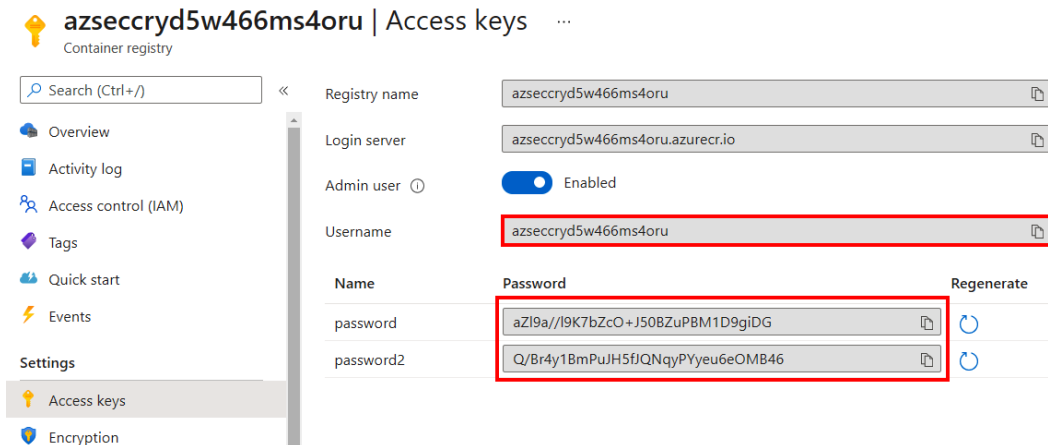 azseccryd5w466ms4oru | Access keys ...
Container registry
Search (Ctrl+/) «
Overview
Activity log
Access control (IAM)
Tags
Quick start
Events
Settings
Access keys
Encryption
Registry name azseccryd5w466ms4oru
Login server azseccryd5w466ms4oru.azurecr.io
Admin user Enabled
Username azseccryd5w466ms4oru
Name Password Regenerate
password aZl9a//l9K7bZcO+J50BZuPBM1D9giDG
password2 Q/Br4y1BmPuJH5fJQNqyPYyeu6eOMB46